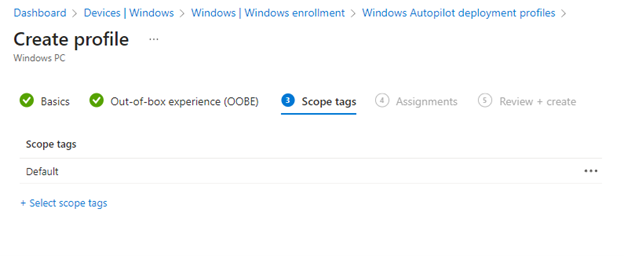 Dashboard > Devices | Windows > Windows | Windows enrollment > Windows Autopilot deployment profiles >
Create profile ...
Windows PC
Basics Out-of-box experience (OOBE) 3 Scope tags 4 Assignments 5 Review + create
Scope tags
Default ...
+ Select scope tags